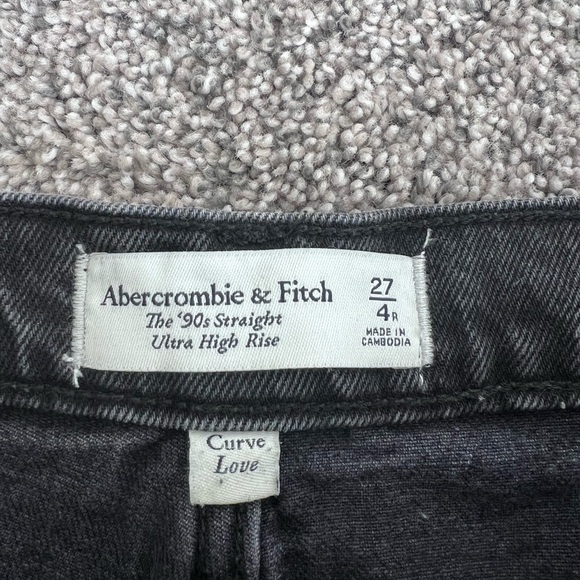 Abercrombie & Fitch
The '90s Straight
Ultra High Rise
27
4R
MADE IN
CAMBODIA
Curve
Love